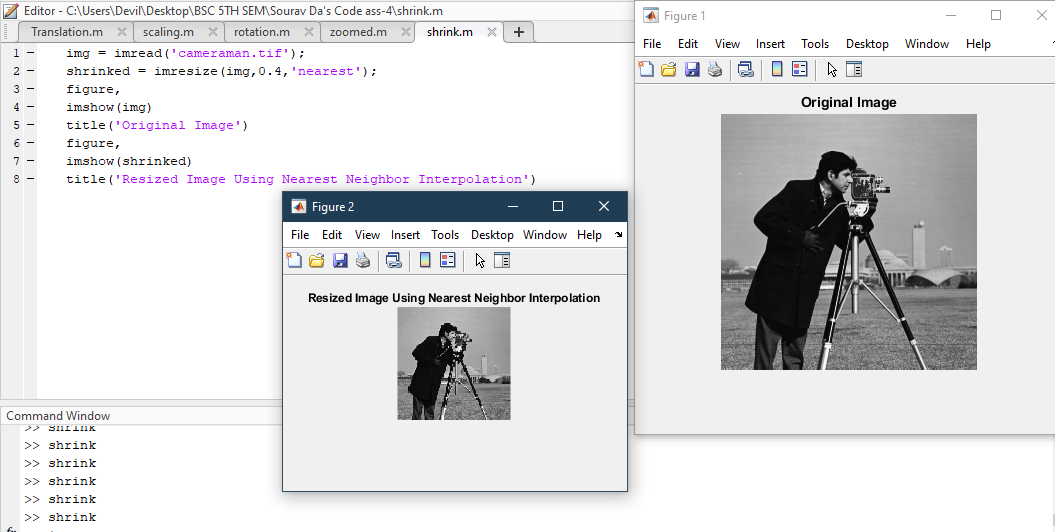 Editor - C:\Users\Devil\Desktop\BSC 5TH SEM\Sourav Da's Code ass-4\shrink.m
Translation.m scaling.m rotation.m zoomed.m shrink.m
1 - img = imread('cameraman.tif');
2 - shrinked = imresize(img,0.4,'nearest');
3 - figure,
4 - imshow(img)
5 - title('Original Image')
6 - figure,
7 - imshow(shrinked)
8 - title('Resized Image Using Nearest Neighbor Interpolation')
Figure 1
File Edit View Insert Tools Desktop Window Help
Original Image
Figure 2
File Edit View Insert Tools Desktop Window Help
Resized Image Using Nearest Neighbor Interpolation
Command Window
>> shrink
>> shrink
>> shrink
>> shrink
>> shrink
>> shrink
fx